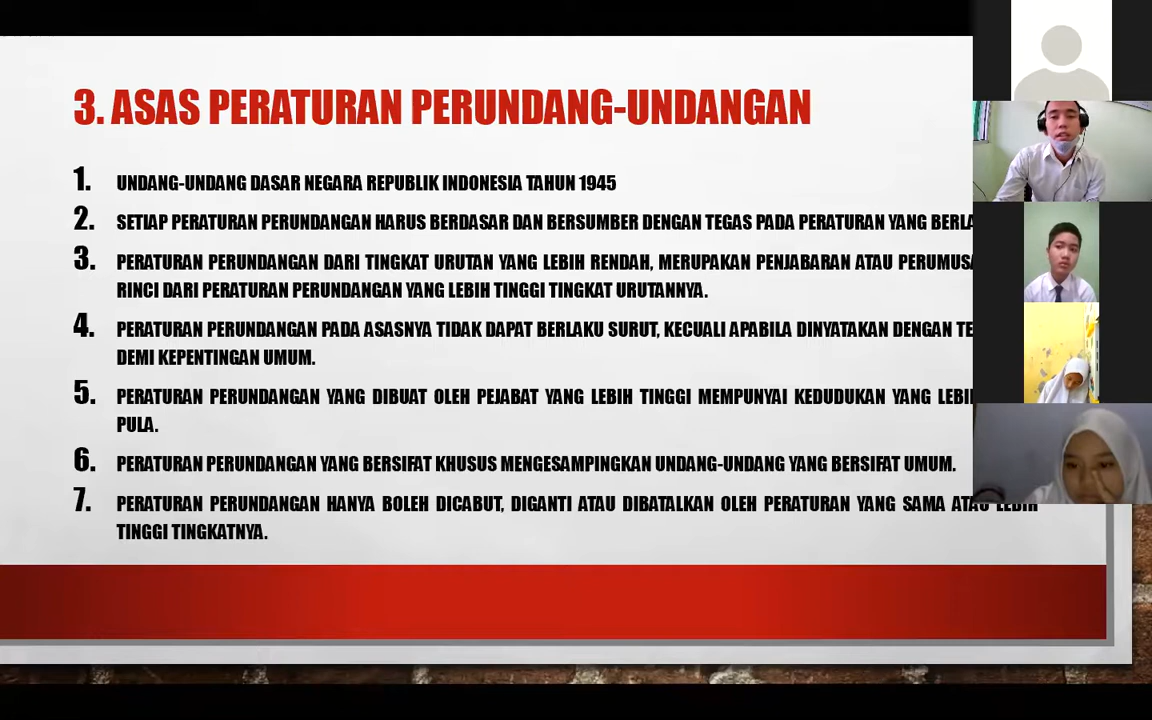 3. ASAS PERATURAN PERUNDANG-UNDANGAN
1. UNDANG-UNDANG DASAR NEGARA REPUBLIK INDONESIA TAHUN 1945
2. SETIAP PERATURAN PERUNDANGAN HARUS BERDASAR DAN BERSUMBER DENGAN TEGAS PADA PERATURAN YANG
3. PERATURAN PERUNDANGAN DARI TINGKAT URUTAN YANG LEBIH RENDAH, MERUPAKAN PENJABARAN ATAU
RINCI DARI PERATURAN PERUNDANGAN YANG LEBIH TINGGI TINGKAT URUTANNYA.
4. PERATURAN PERUNDANGAN PADA ASASNYA TIDAK DAPAT BERLAKU SURUT, KECUALI APABILA DINYATAKAN DENGAN
DEMI KEPENTINGAN UMUM.
5. PERATURAN PERUNDANGAN YANG DIBUAT OLEH PEJABAT YANG LEBIH TINGGI MEMPUNYAI KEDUDUKAN YANG
PULA.
6. PERATURAN PERUNDANGAN YANG BERSIFAT KHUSUS MENGESAMPINGKAN UNDANG-UNDANG YANG BERSIFAT UMUM.
7. PERATURAN PERUNDANGAN HANYA BOLEH DICABUT, DIGANTI ATAU DIBATALKAN OLEH PERATURAN YANG SAMA ATAU LEBIH
TINGGI TINGKATNYA.